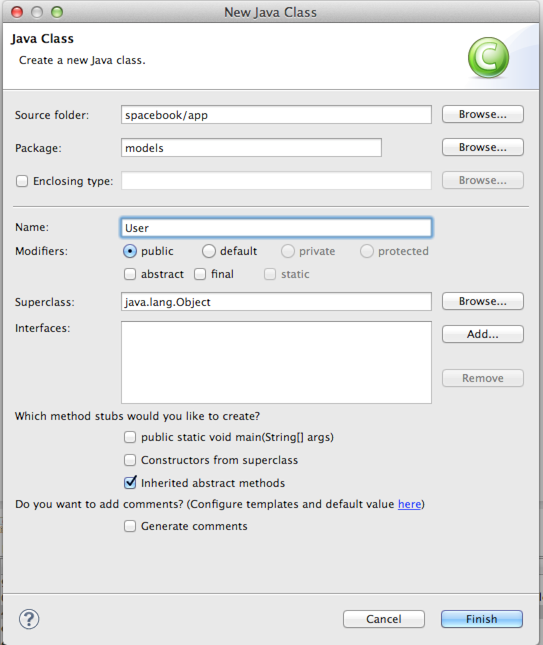 New Java Class
Java Class
Create a new Java class.
C
Source folder: spacebook/app Browse...
Package: models Browse...
Enclosing type: Browse...
Name: User
Modifiers: public default private protected
abstract final static
Superclass: java.lang.Object Browse...
Interfaces: Add...
Remove
Which method stubs would you like to create?
public static void main(String[] args)
Constructors from superclass
Inherited abstract methods
Do you want to add comments? (Configure templates and default value here)
Generate comments
? Cancel Finish